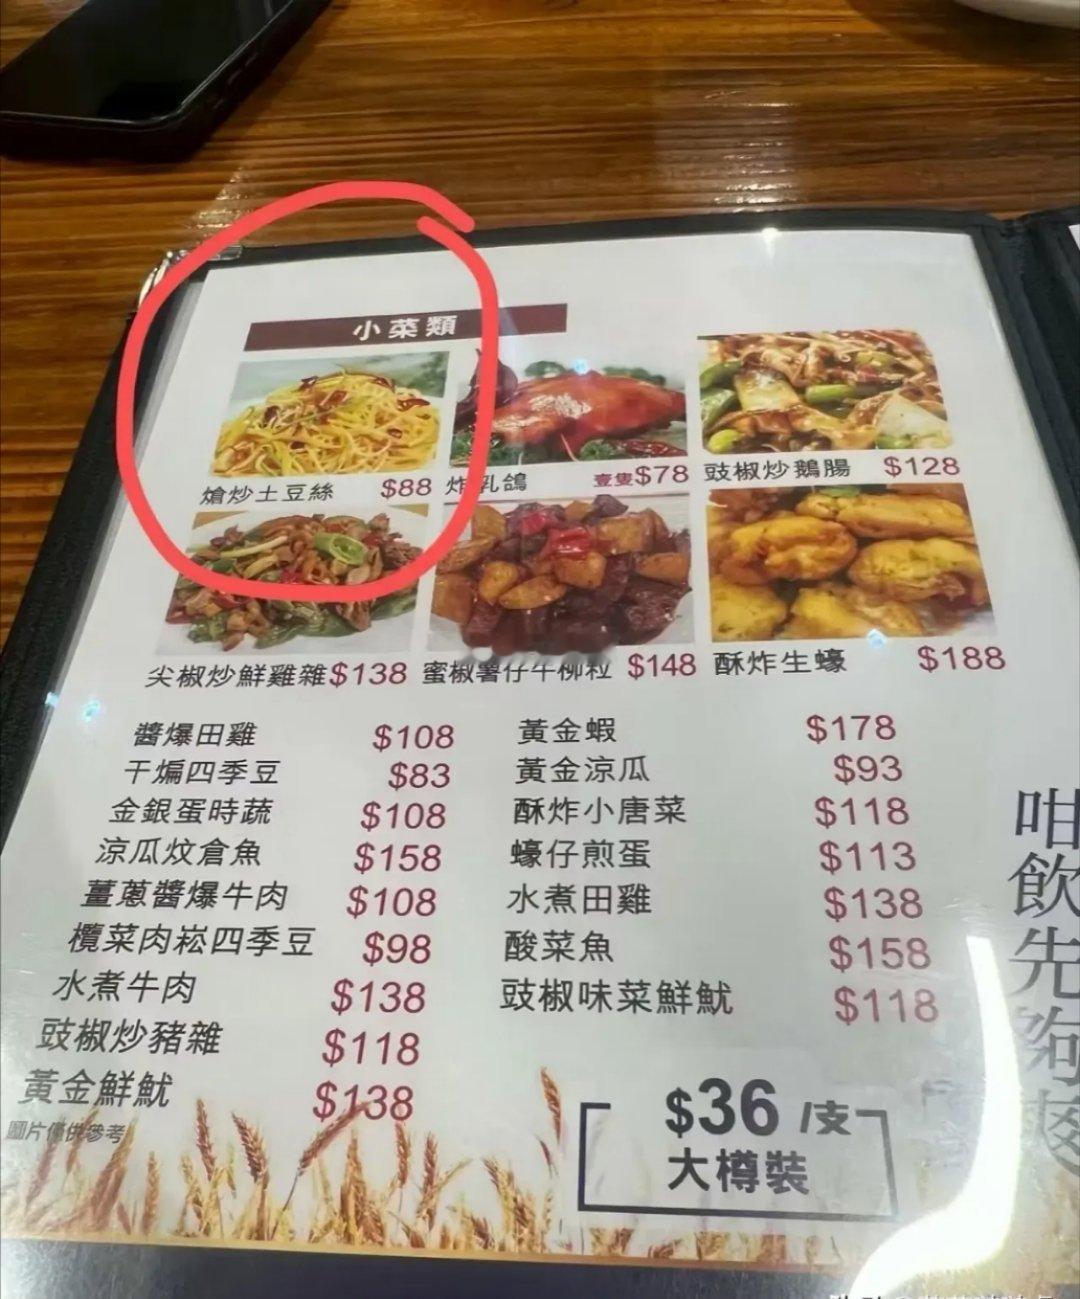 小菜類
熗炒土豆絲 $88
炸乳鴿 壹隻$78
豉椒炒鵝腸 $128
尖椒炒鮮雞雜$138
蜜椒薯仔牛柳粒 $148
酥炸生蠔 $188
醬爆田雞 $108
干煸四季豆 $83
金銀蛋時蔬 $108
涼瓜炆倉魚 $158
薑蔥醬爆牛肉 $108
欖菜肉崧四季豆 $98
水煮牛肉 $138
豉椒炒豬雜 $118
黃金鮮魷 $138
黃金蝦 $178
黃金涼瓜 $93
酥炸小唐菜 $118
蠔仔煎蛋 $113
水煮田雞 $138
酸菜魚 $158
豉椒味菜鮮魷 $118
圖片僅供參考
$36 /支
大樽裝
咁飲先夠爽